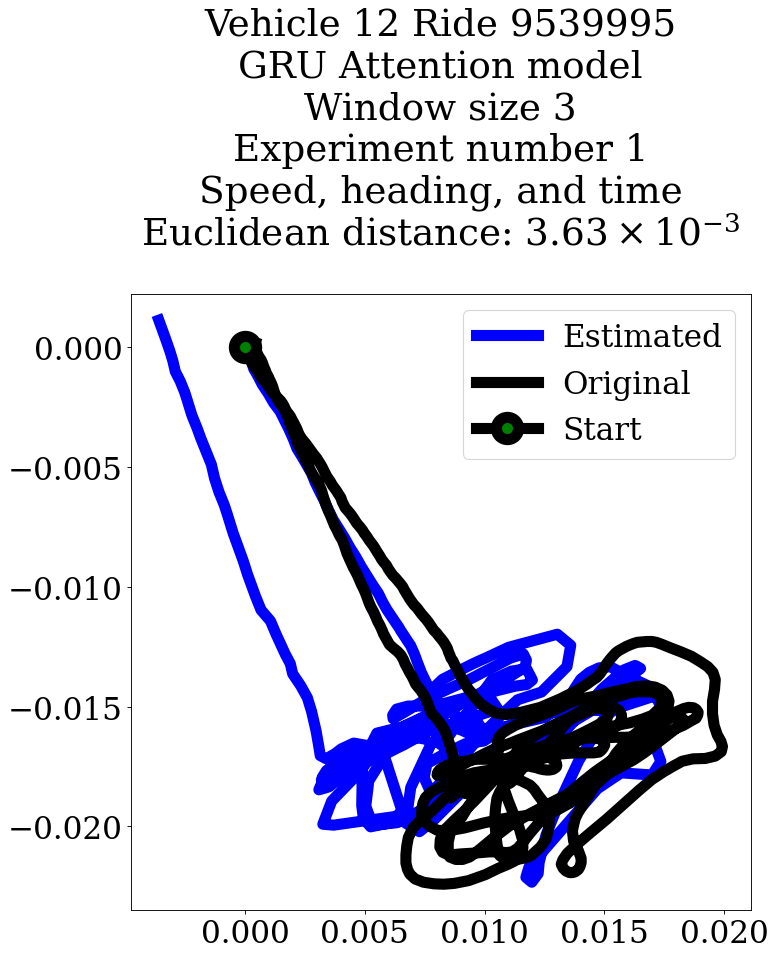 Vehicle 12 Ride 9539995
GRU Attention model
Window size 3
Experiment number 1
Speed, heading, and time
Euclidean distance: 3.63 × 10⁻³
Estimated
Original
Start
0.000
−0.005
−0.010
−0.015
−0.020
0.000 0.005 0.010 0.015 0.020